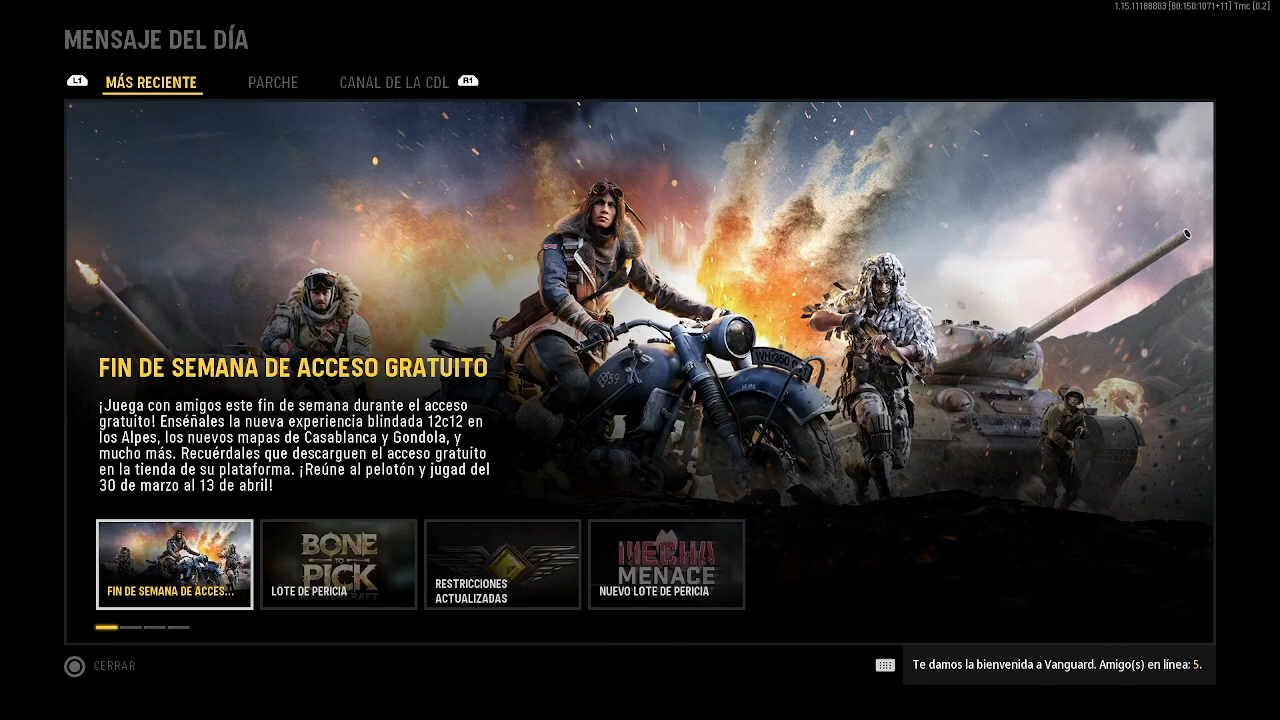 1.15.11188803 [80:150:1071+11] Tmc [0.2]
MENSAJE DEL DÍA
L1 MÁS RECIENTE PARCHE CANAL DE LA CDL R1
FIN DE SEMANA DE ACCESO GRATUITO
¡Juega con amigos este fin de semana durante el acceso
gratuito! Enséñales la nueva experiencia blindada 12c12 en
los Alpes, los nuevos mapas de Casablanca y Gondola, y
mucho más. Recuérdales que descarguen el acceso gratuito
en la tienda de su plataforma. ¡Reúne al pelotón y jugad del
30 de marzo al 13 de abril!
FIN DE SEMANA DE ACCES...
BONE
TO
PICK
LOTE DE PERICIA
RESTRICCIONES
ACTUALIZADAS
MECHA
MENACE
NUEVO LOTE DE PERICIA
CERRAR
Te damos la bienvenida a Vanguard. Amigo(s) en línea: 5.